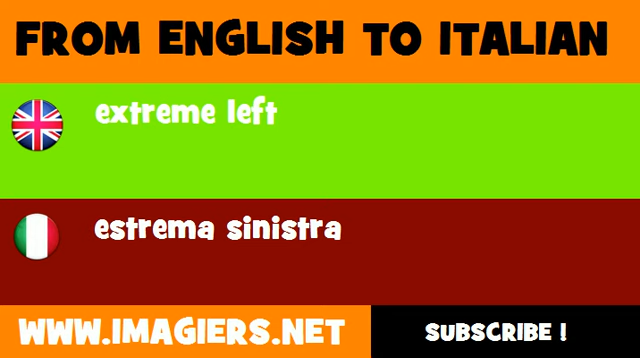 FROM ENGLISH TO ITALIAN
extreme left
estrema sinistra
WWW.IMAGIERS.NET
SUBSCRIBE !